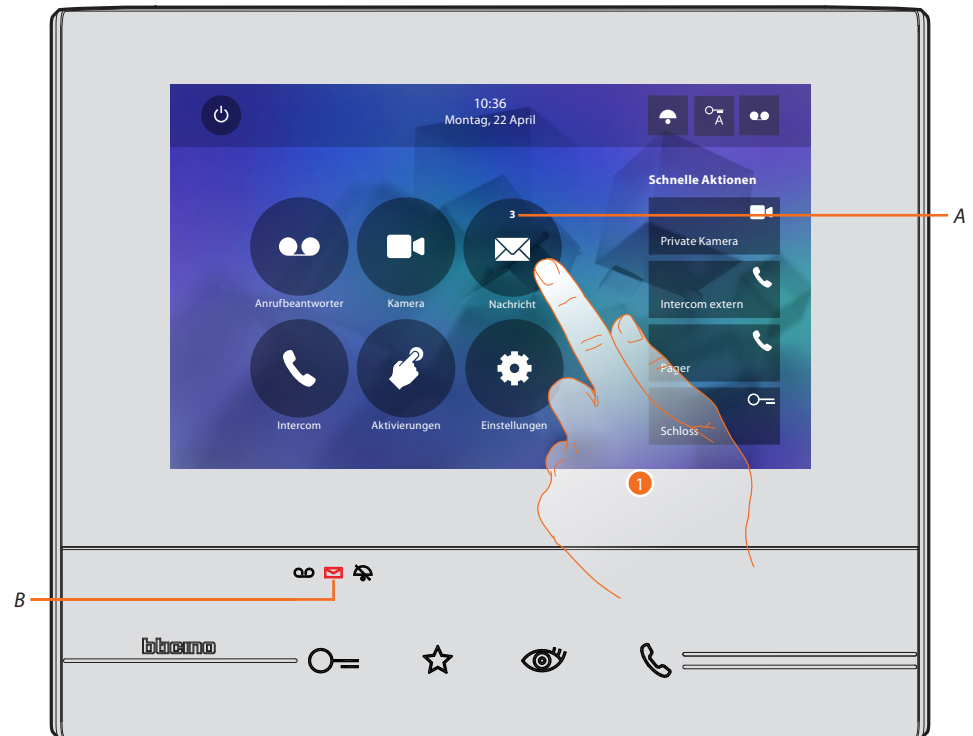 10:36
Montag, 22 April
A
Schnelle Aktionen
3
A
Private Kamera
Anrufbeantworter
Kamera
Nachricht
Intercom extern
Pager
Intercom
Aktivierungen
Einstellungen
Schloss
1
B
bticino